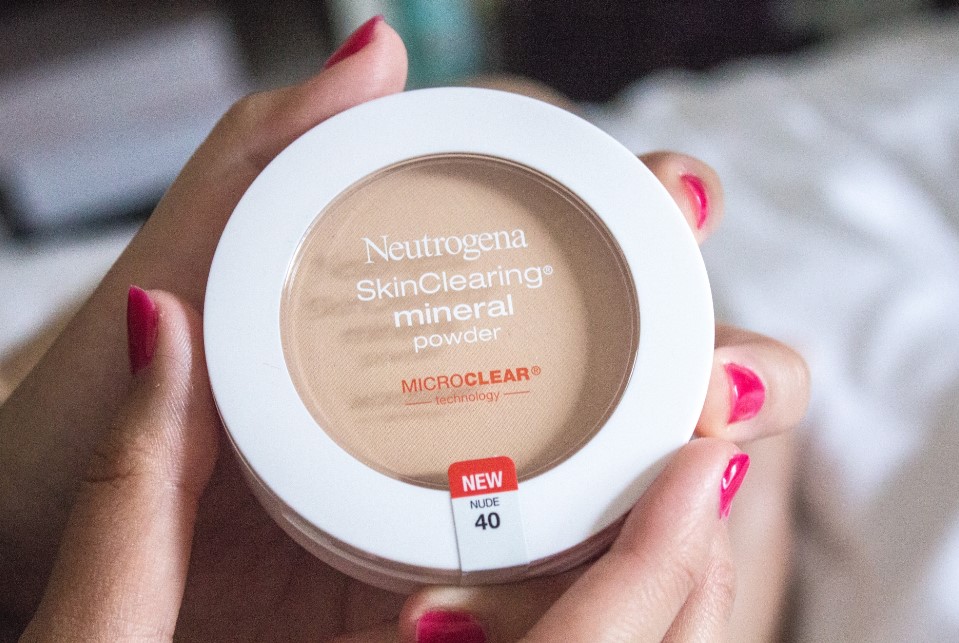 Neutrogena
SkinClearing®
mineral
powder
MICROCLEAR®
technology
NEW
NUDE
40